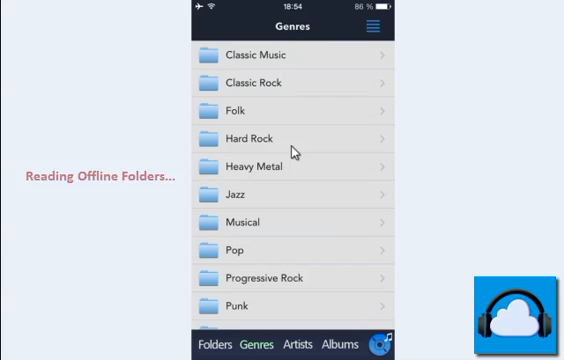 18:54
86 %
Genres
Classic Music
Classic Rock
Folk
Hard Rock
Reading Offline Folders...
Heavy Metal
Jazz
Musical
Pop
Progressive Rock
Punk
Folders Genres Artists Albums